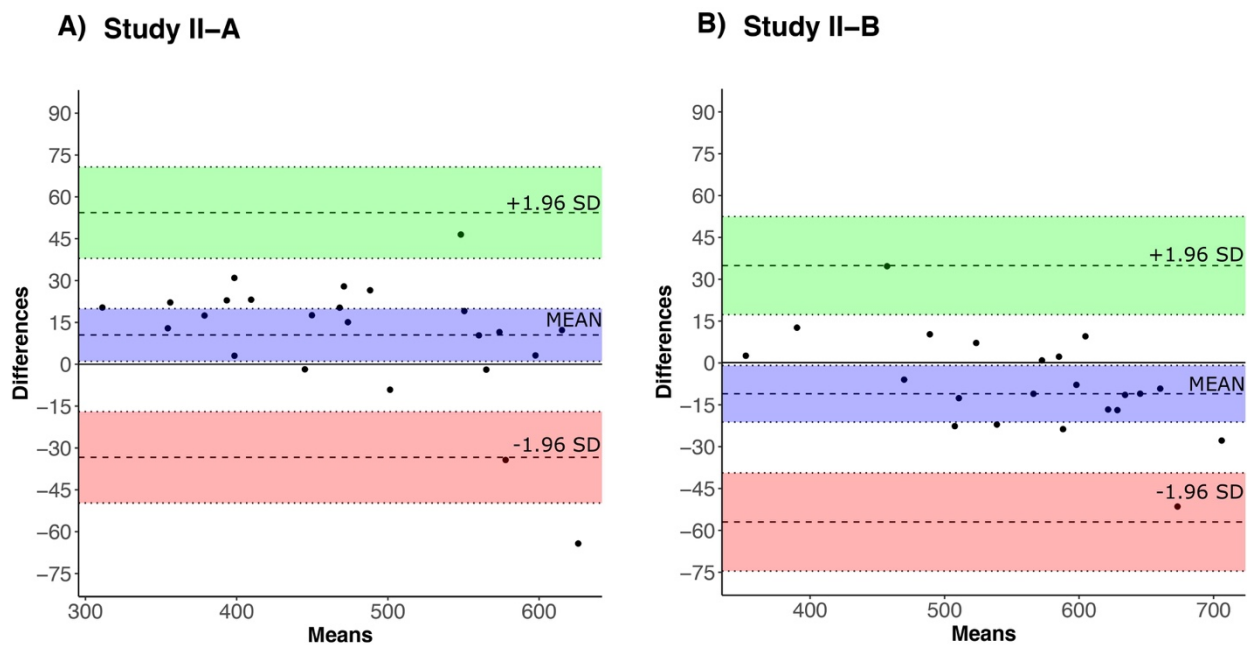 A) Study II–A
90
75
60
45
30
15
0
−15
−30
−45
−60
−75
Differences
+1.96 SD
MEAN
-1.96 SD
300 400 500 600
Means
B) Study II–B
90
75
60
45
30
15
0
−15
−30
−45
−60
−75
Differences
+1.96 SD
MEAN
-1.96 SD
400 500 600 700
Means